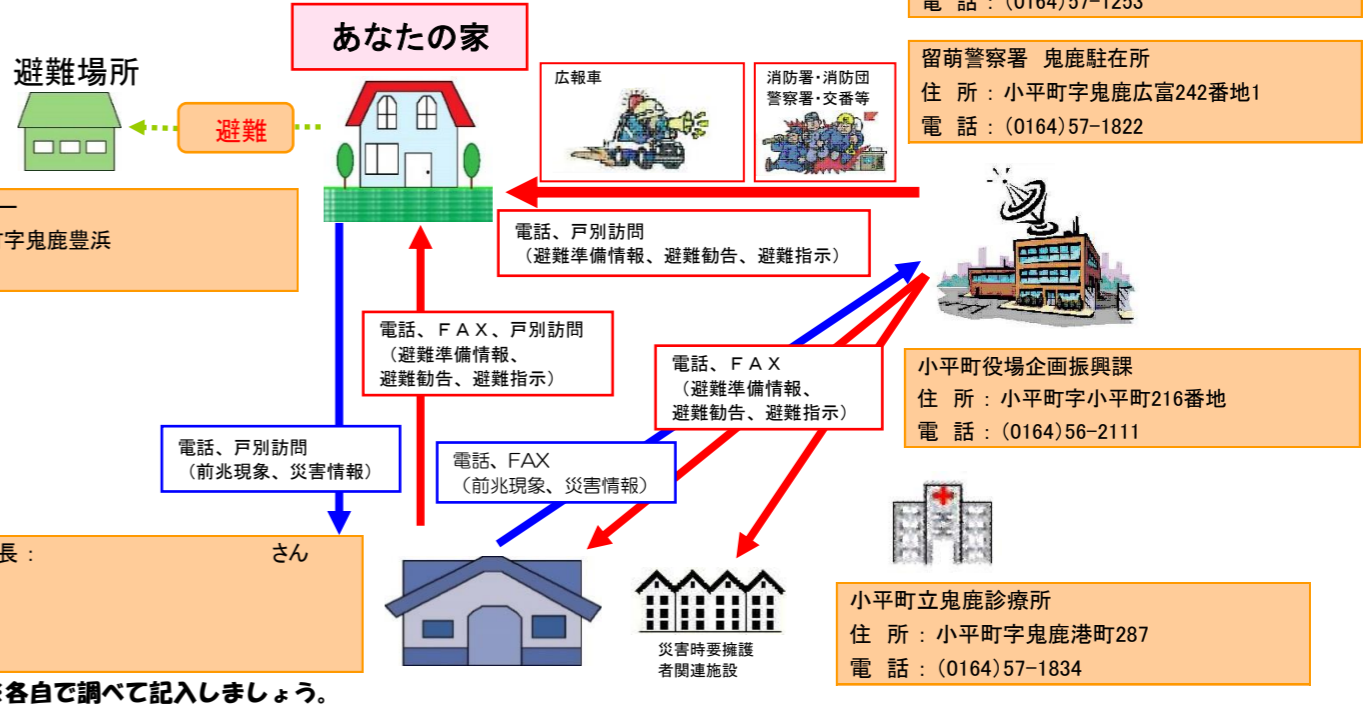 電 話：(0164)57-1253
あなたの家
避難場所
避難
広報車
消防署・消防団
警察署・交番等
留萌警察署 鬼鹿駐在所
住 所：小平町字鬼鹿広富242番地1
電 話：(0164)57-1822
ー
字鬼鹿豊浜
電話、戸別訪問
（避難準備情報、避難勧告、避難指示）
電話、ＦＡＸ、戸別訪問
（避難準備情報、
避難勧告、避難指示）
電話、ＦＡＸ
（避難準備情報、
避難勧告、避難指示）
小平町役場企画振興課
住 所：小平町字小平町216番地
電 話：(0164)56-2111
電話、戸別訪問
（前兆現象、災害情報）
電話、FAX
（前兆現象、災害情報）
長： さん
災害時要擁護
者関連施設
小平町立鬼鹿診療所
住 所：小平町字鬼鹿港町287
電 話：(0164)57-1834
各自で調べて記入しましょう。